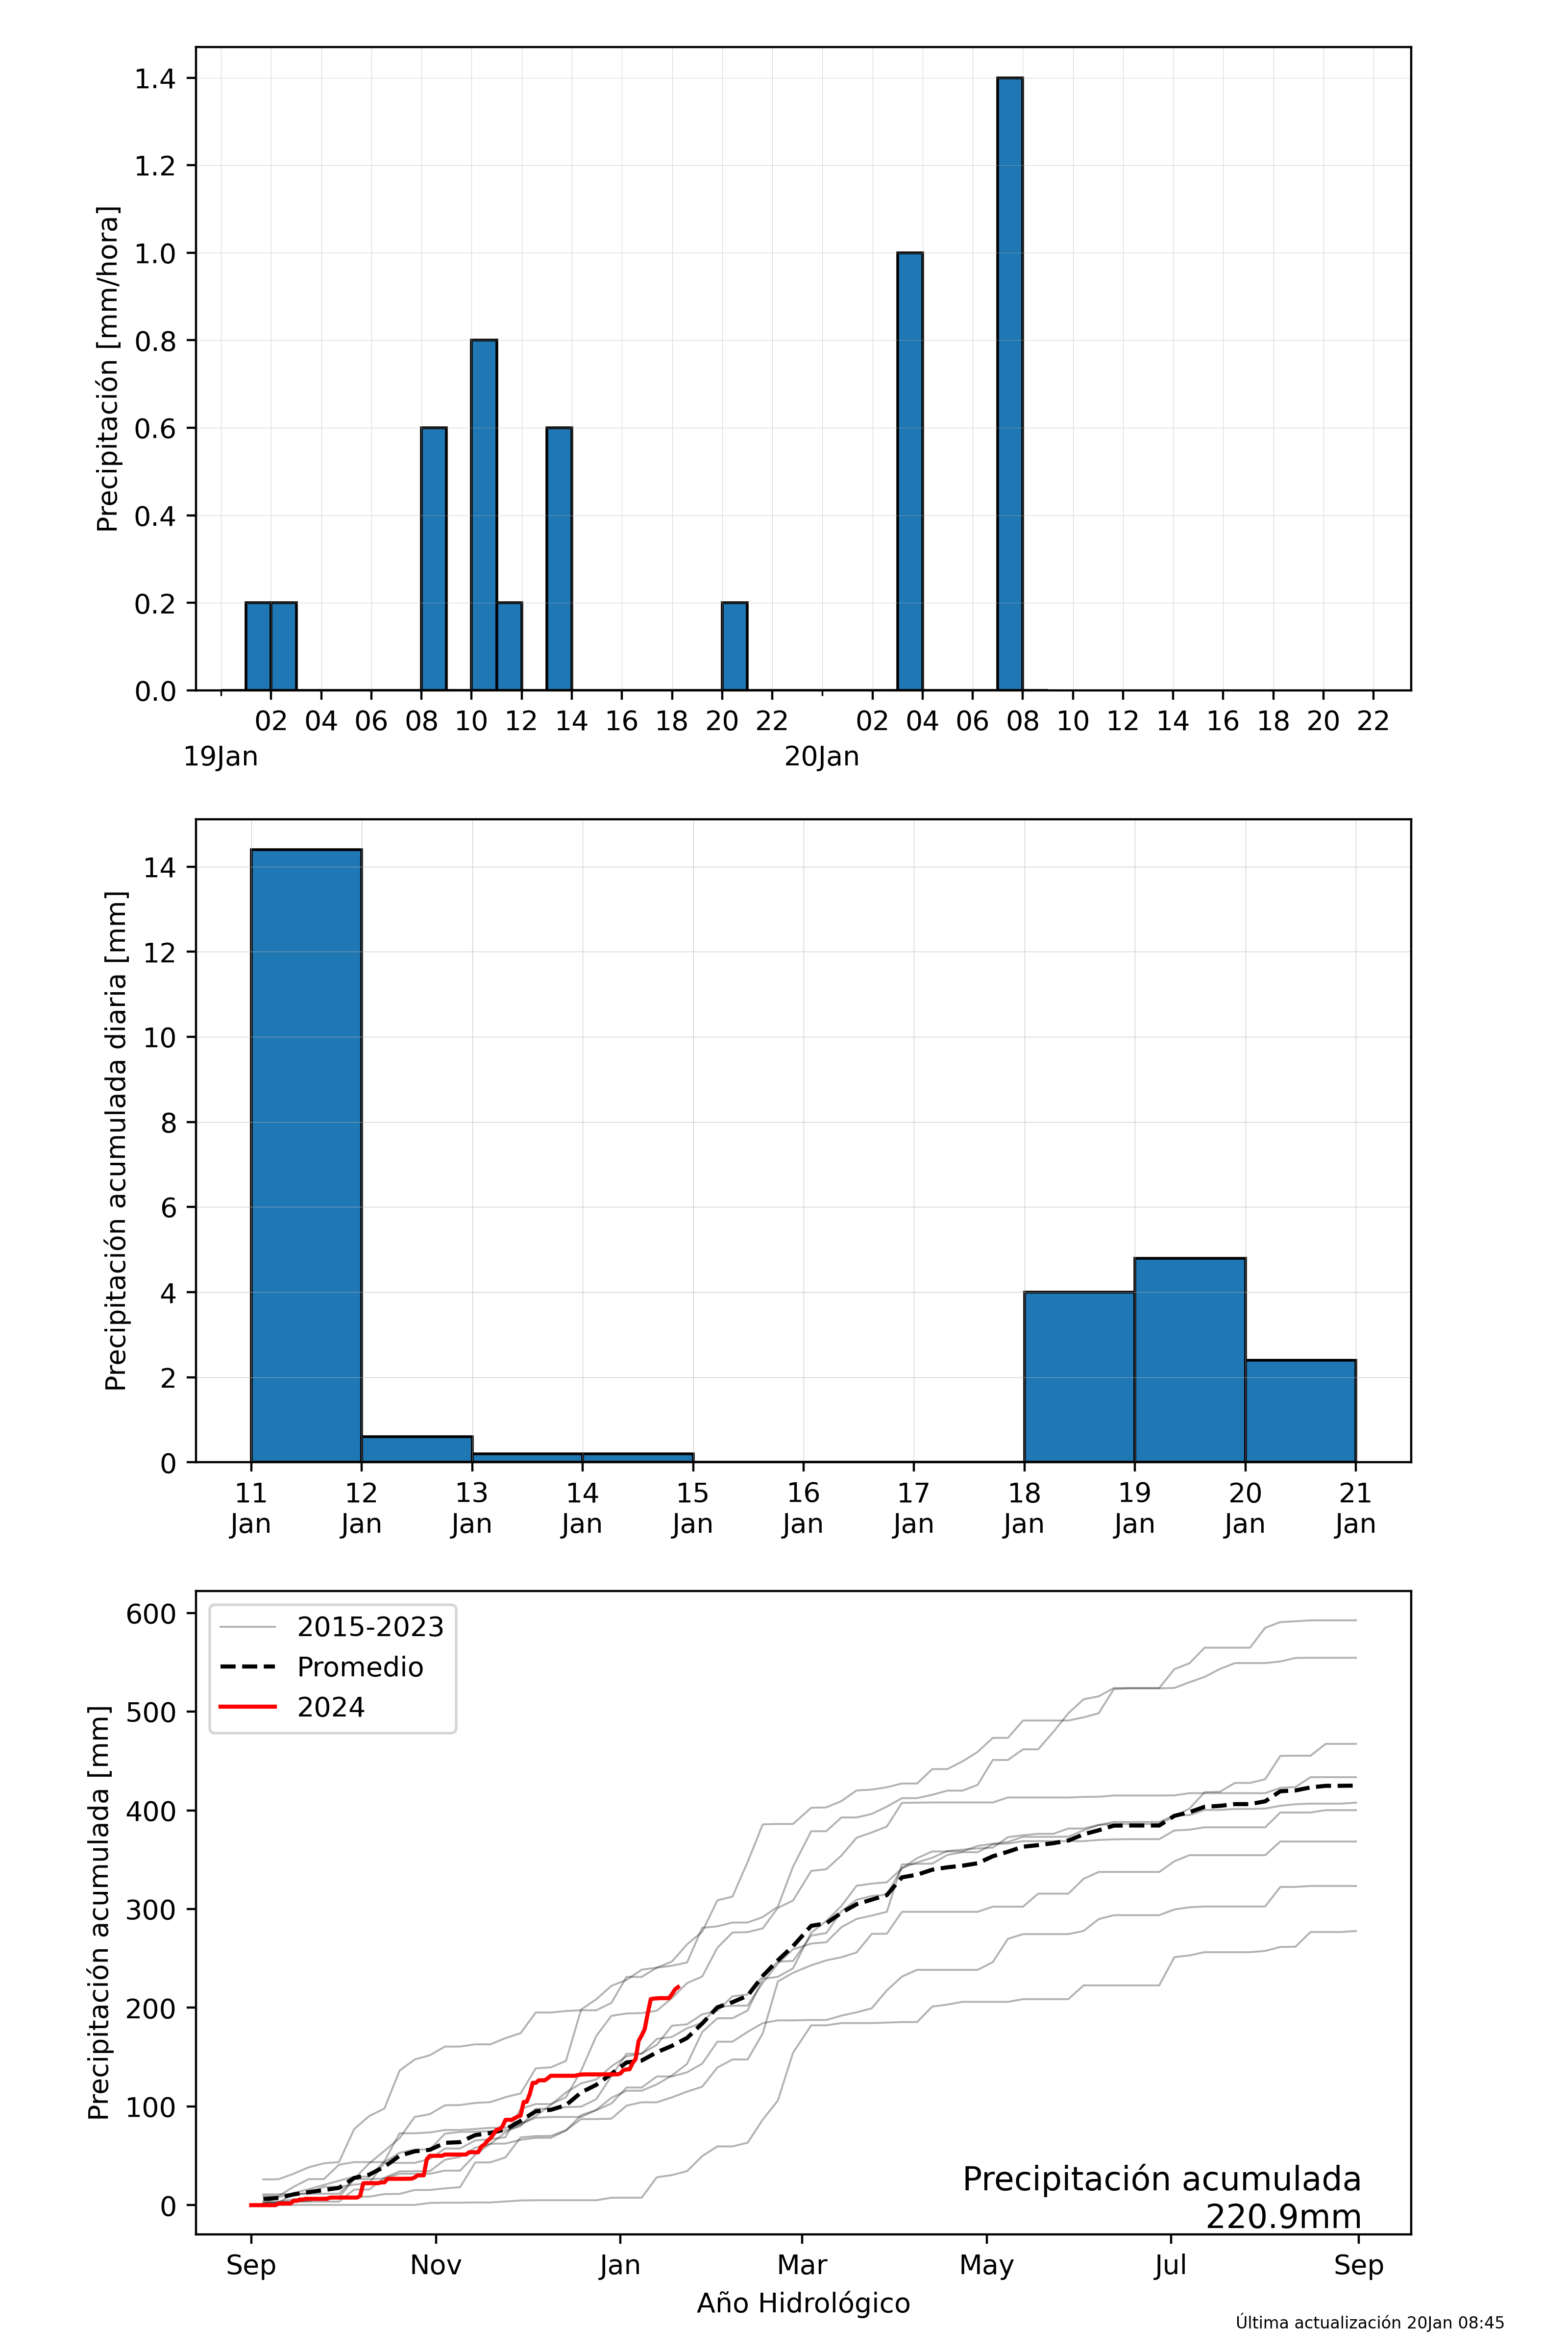 Precipitación [mm/hora]
1.4
1.2
1.0
0.8
0.6
0.4
0.2
0.0
02 04 06 08 10 12 14 16 18 20 22 02 04 06 08 10 12 14 16 18 20 22
19Jan 20Jan
Precipitación acumulada diaria [mm]
14
12
10
8
6
4
2
0
11 12 13 14 15 16 17 18 19 20 21
Jan Jan Jan Jan Jan Jan Jan Jan Jan Jan Jan
Precipitación acumulada [mm]
600
500
400
300
200
100
0
2015-2023
Promedio
2024
Precipitación acumulada
220.9mm
Sep Nov Jan Mar May Jul Sep
Año Hidrológico
Última actualización 20Jan 08:45